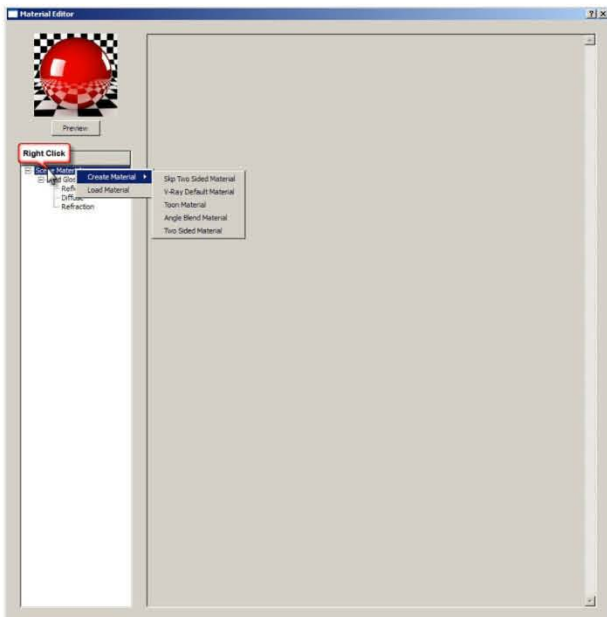 Material Editor
Preview
Right Click
Create Material
Load Material
Diffuse
Refraction
Skip Two Sided Material
V-Ray Default Material
Toon Material
Angle Blend Material
Two Sided Material